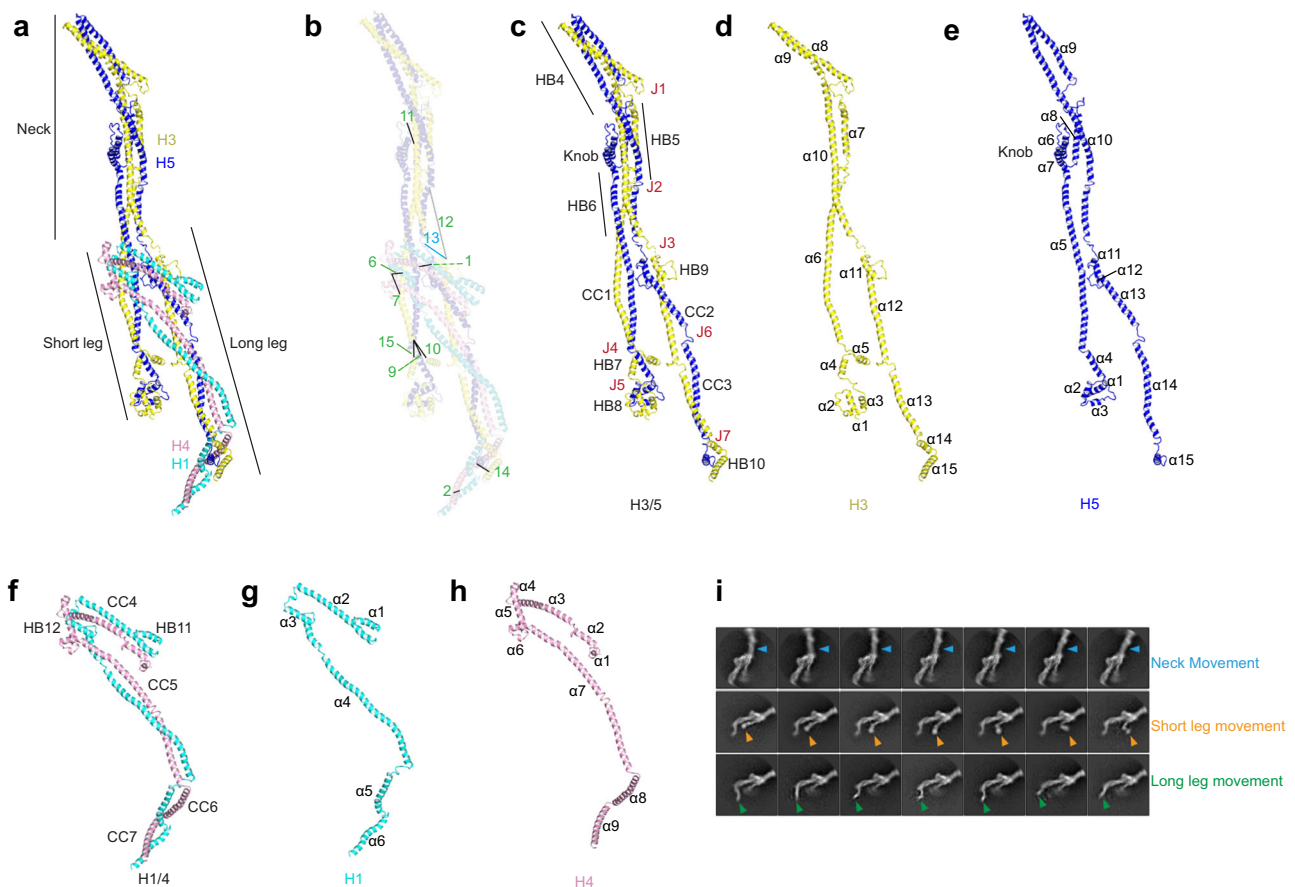 a
Neck
H3
H5
Short leg
Long leg
H4
H1
b
11
12
13
1
6
7
15
10
9
14
2
c
HB4
J1
HB5
Knob
J2
HB6
J3
HB9
CC1
CC2
J6
J4
HB7
J5
CC3
HB8
J7
HB10
H3/5
d
α8
α9
α7
α10
α6
α11
α12
α5
α4
α2
α3
α1
α13
α14
α15
H3
e
α9
α8
α6
α10
Knob
α7
α5
α11
α12
α13
α4
α2
α1
α3
α14
α15
H5
f
CC4
HB12
HB11
CC5
CC6
CC7
H1/4
g
α2
α1
α3
α4
α5
α6
H1
h
α4
α3
α5
α2
α6
α1
α7
α8
α9
H4
i
Neck Movement
Short leg movement
Long leg movement